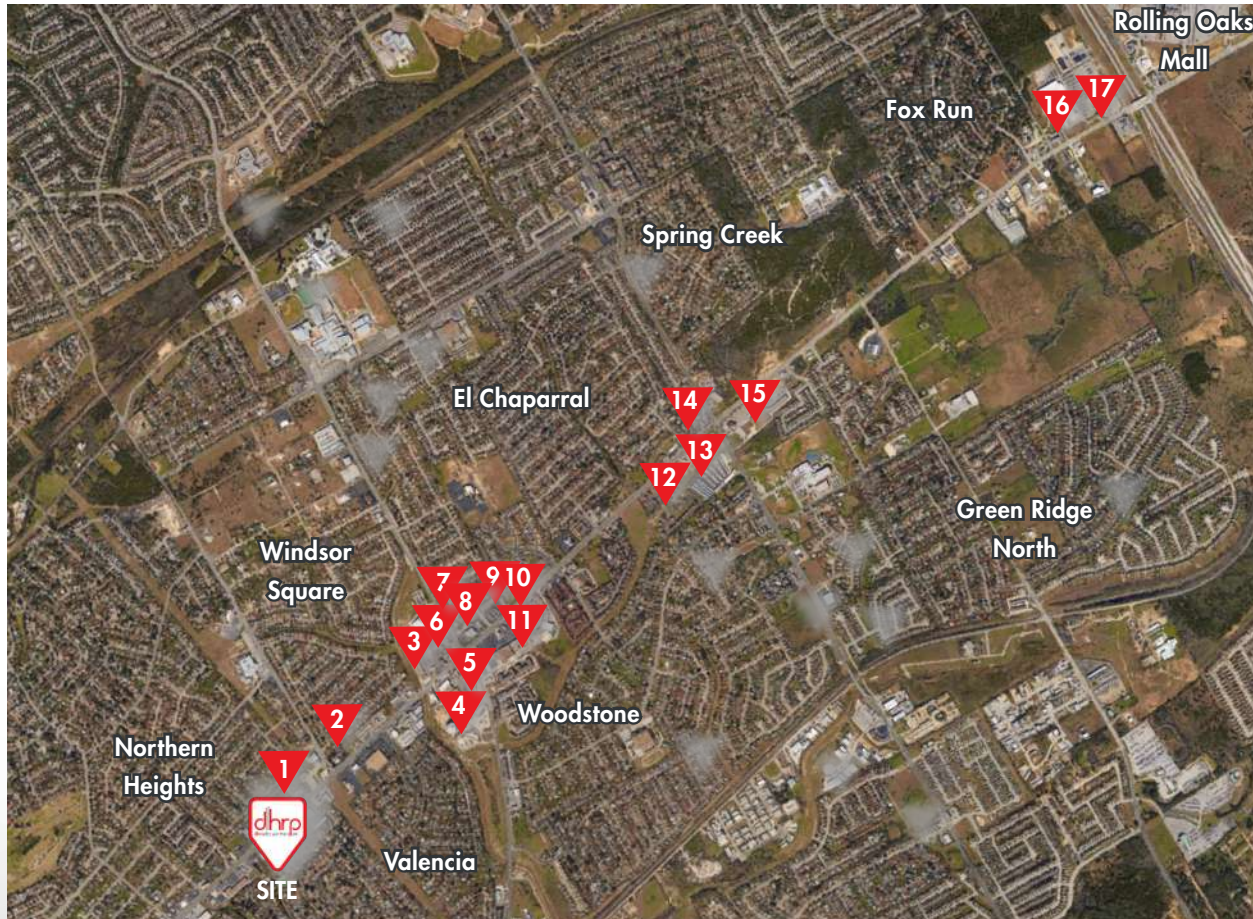 Rolling Oaks
Mall
Fox Run
16
17
Spring Creek
El Chaparral
14
15
13
12
Green Ridge
North
Windsor
Square
7
9
10
8
6
11
3
5
4
Woodstone
2
Northern
Heights
1
dhrp
Valencia
SITE